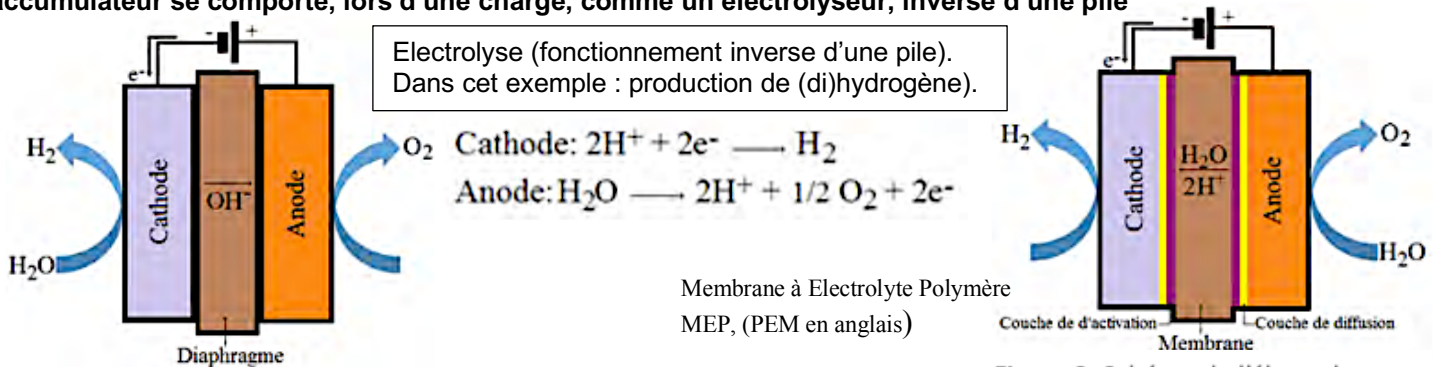 accumulateur se comporte, lors d'une charge, comme un électrolyseur, inverse d'une pile
Electrolyse (fonctionnement inverse d'une pile).
Dans cet exemple : production de (di)hydrogène).
- +
e-
H2
O2
H2O
Cathode
OH-
Anode
Diaphragme
Cathode: 2H+ + 2e- ⟶ H2
Anode: H2O ⟶ 2H+ + 1/2 O2 + 2e-
Membrane à Electrolyte Polymère
MEP, (PEM en anglais)
- +
e-
H2
O2
H2O
Cathode
H2O
2H+
Anode
Couche de d'activation
Couche de diffusion
Membrane